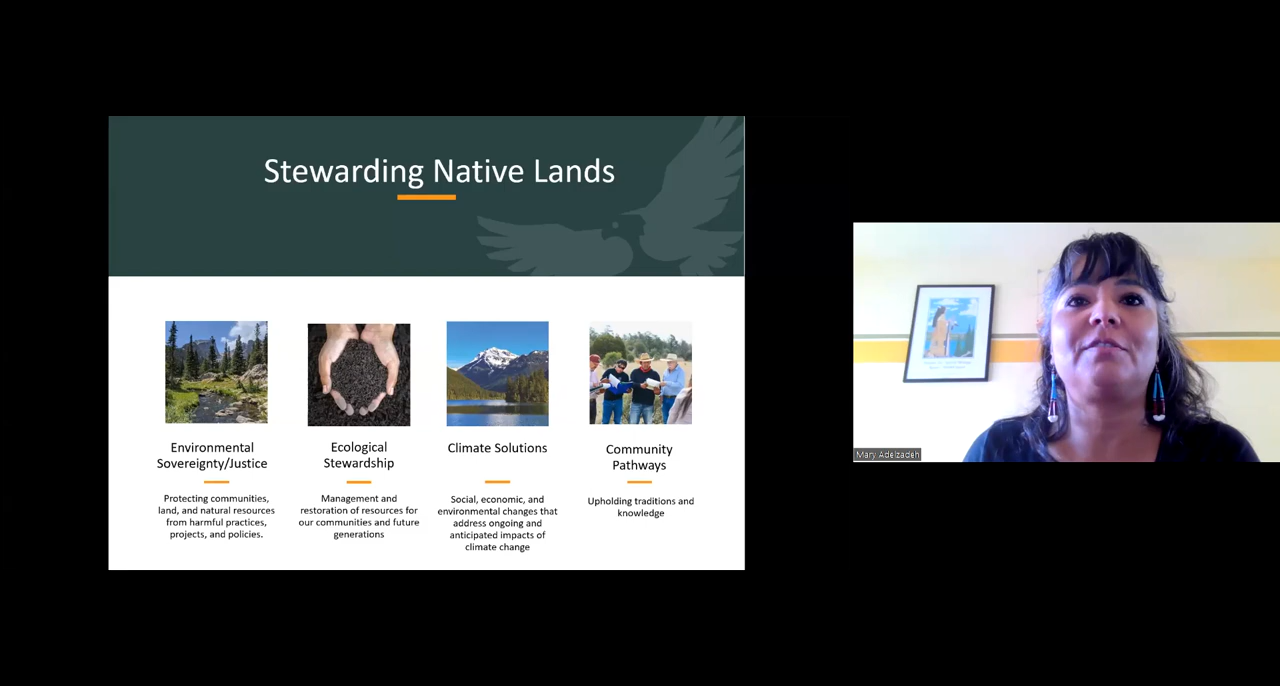 Stewarding Native Lands
Environmental
Sovereignty/Justice
Protecting communities,
land, and natural resources
from harmful practices,
projects, and policies.
Ecological
Stewardship
Management and
restoration of resources for
our communities and future
generations
Climate Solutions
Social, economic, and
environmental changes that
address ongoing and
anticipated impacts of
climate change
Community
Pathways
Upholding traditions and
knowledge
Mary Adelzadeh